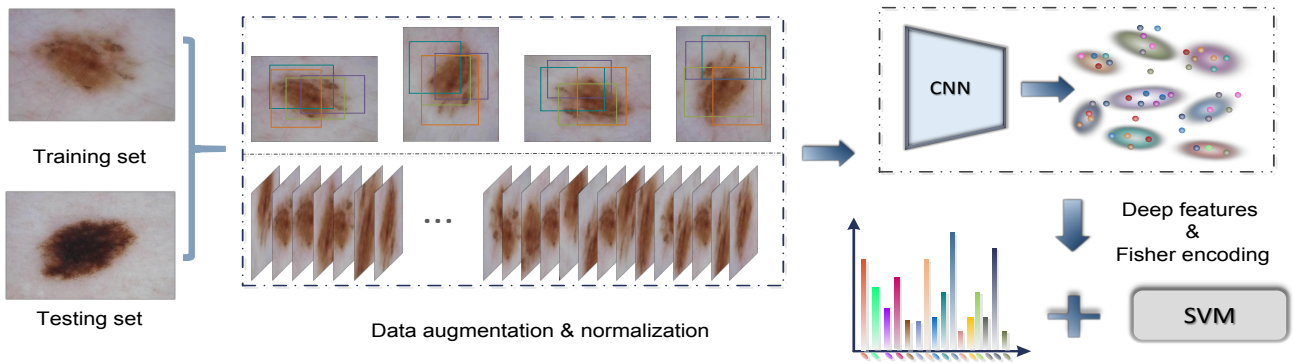 Training set
Testing set
Data augmentation & normalization
CNN
Deep features
&
Fisher encoding
SVM